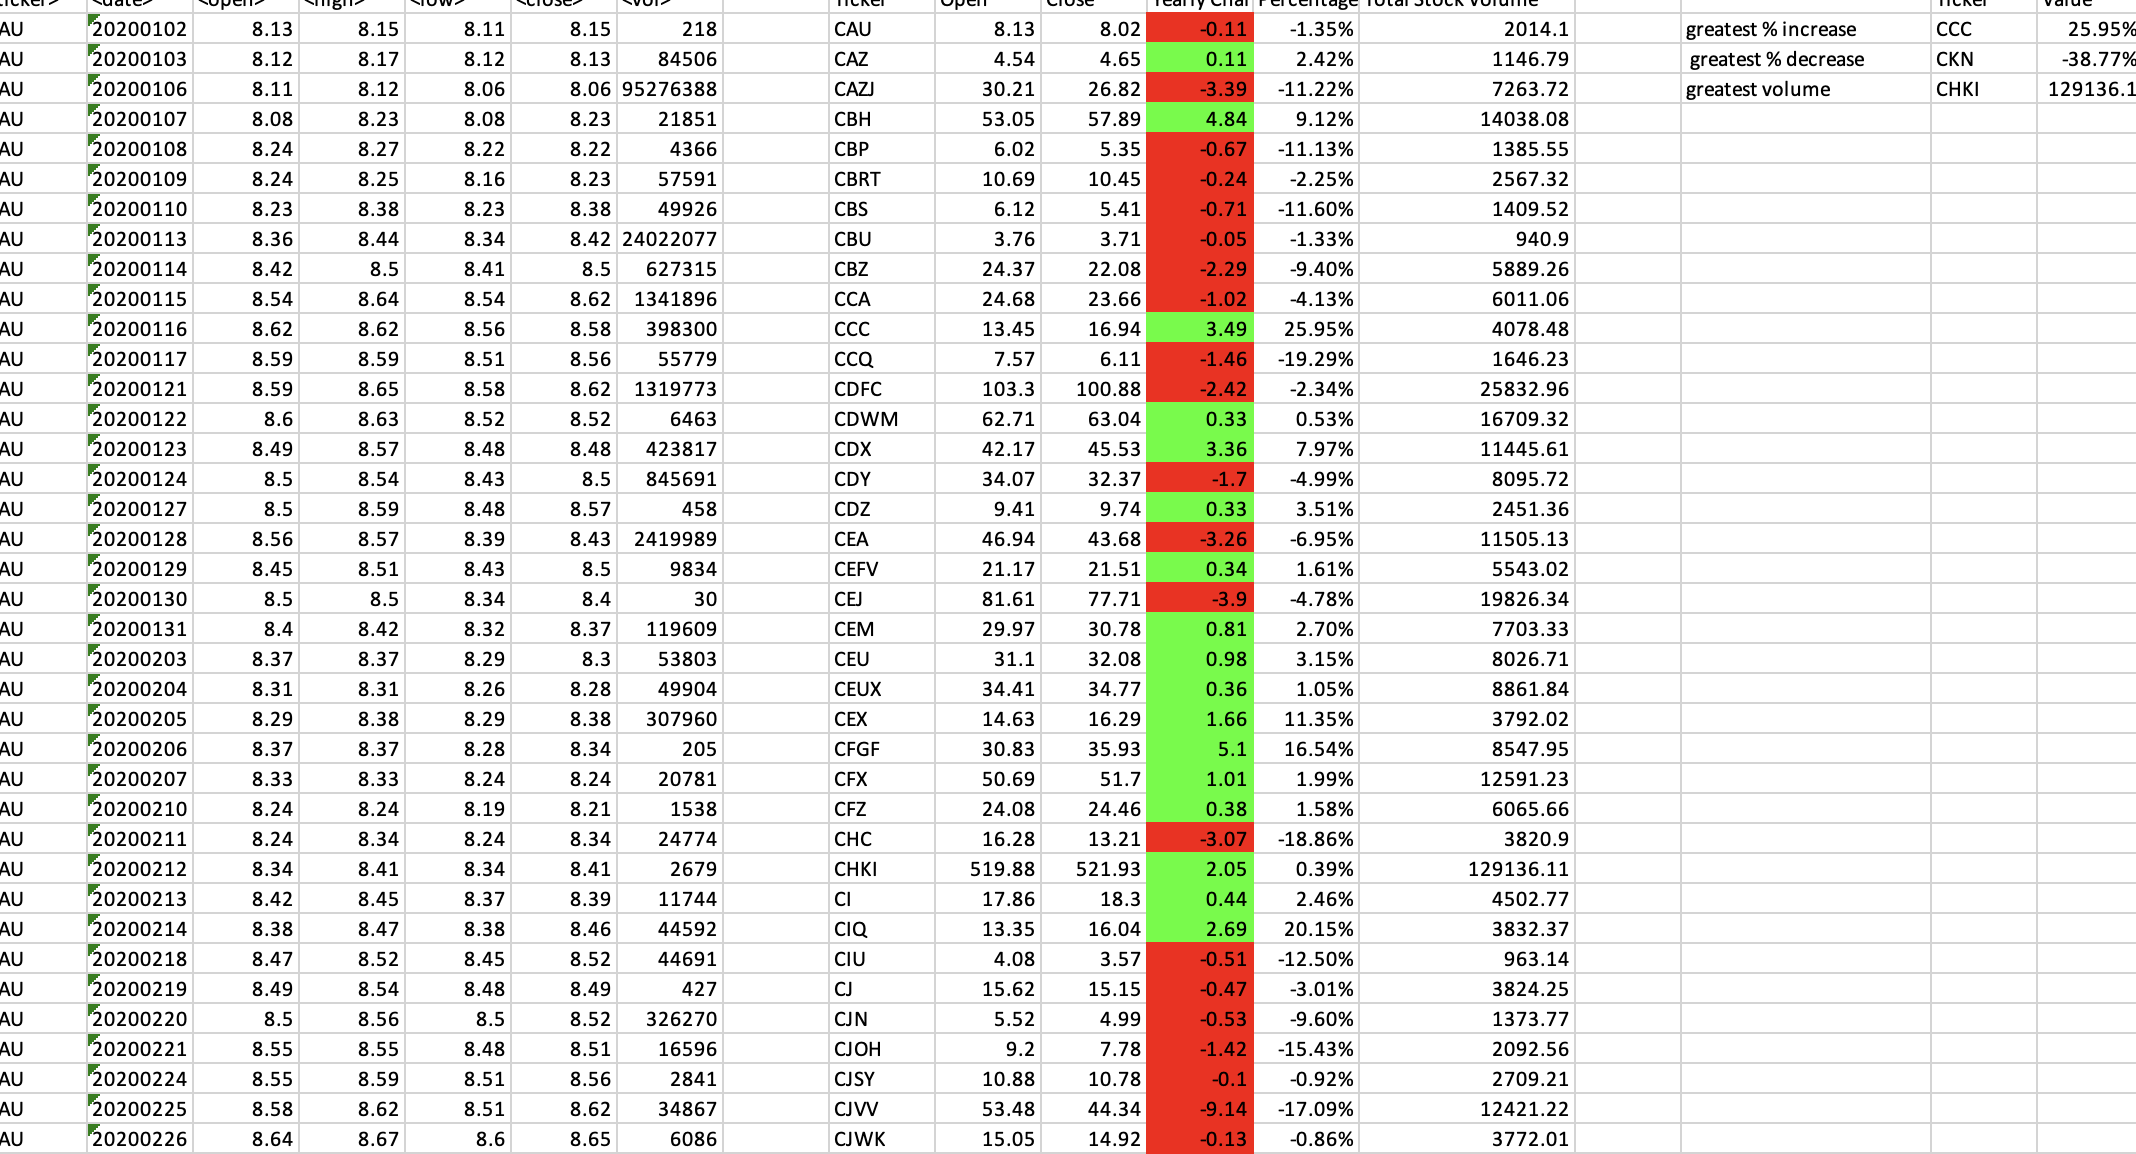 <date> <open> <high> <low> <close> <vol> Ticker Open Close Yearly Char Percentage Total Stock Volume Ticker Value
AU 20200102 8.13 8.15 8.11 8.15 218 CAU 8.13 8.02 -0.11 -1.35% 2014.1 greatest % increase CCC 25.95%
AU 20200103 8.12 8.17 8.12 8.13 84506 CAZ 4.54 4.65 0.11 2.42% 1146.79 greatest % decrease CKN -38.77%
AU 20200106 8.11 8.12 8.06 8.06 95276388 CAZJ 30.21 26.82 -3.39 -11.22% 7263.72 greatest volume CHKI 129136.1
AU 20200107 8.08 8.23 8.08 8.23 21851 CBH 53.05 57.89 4.84 9.12% 14038.08
AU 20200108 8.24 8.27 8.22 8.22 4366 CBP 6.02 5.35 -0.67 -11.13% 1385.55
AU 20200109 8.24 8.25 8.16 8.23 57591 CBRT 10.69 10.45 -0.24 -2.25% 2567.32
AU 20200110 8.23 8.38 8.23 8.38 49926 CBS 6.12 5.41 -0.71 -11.60% 1409.52
AU 20200113 8.36 8.44 8.34 8.42 24022077 CBU 3.76 3.71 -0.05 -1.33% 940.9
AU 20200114 8.42 8.5 8.41 8.5 627315 CBZ 24.37 22.08 -2.29 -9.40% 5889.26
AU 20200115 8.54 8.64 8.54 8.62 1341896 CCA 24.68 23.66 -1.02 -4.13% 6011.06
AU 20200116 8.62 8.62 8.56 8.58 398300 CCC 13.45 16.94 3.49 25.95% 4078.48
AU 20200117 8.59 8.59 8.51 8.56 55779 CCQ 7.57 6.11 -1.46 -19.29% 1646.23
AU 20200121 8.59 8.65 8.58 8.62 1319773 CDFC 103.3 100.88 -2.42 -2.34% 25832.96
AU 20200122 8.6 8.63 8.52 8.52 6463 CDWM 62.71 63.04 0.33 0.53% 16709.32
AU 20200123 8.49 8.57 8.48 8.48 423817 CDX 42.17 45.53 3.36 7.97% 11445.61
AU 20200124 8.5 8.54 8.43 8.5 845691 CDY 34.07 32.37 -1.7 -4.99% 8095.72
AU 20200127 8.5 8.59 8.48 8.57 458 CDZ 9.41 9.74 0.33 3.51% 2451.36
AU 20200128 8.56 8.57 8.39 8.43 2419989 CEA 46.94 43.68 -3.26 -6.95% 11505.13
AU 20200129 8.45 8.51 8.43 8.5 9834 CEFV 21.17 21.51 0.34 1.61% 5543.02
AU 20200130 8.5 8.5 8.34 8.4 30 CEJ 81.61 77.71 -3.9 -4.78% 19826.34
AU 20200131 8.4 8.42 8.32 8.37 119609 CEM 29.97 30.78 0.81 2.70% 7703.33
AU 20200203 8.37 8.37 8.29 8.3 53803 CEU 31.1 32.08 0.98 3.15% 8026.71
AU 20200204 8.31 8.31 8.26 8.28 49904 CEUX 34.41 34.77 0.36 1.05% 8861.84
AU 20200205 8.29 8.38 8.29 8.38 307960 CEX 14.63 16.29 1.66 11.35% 3792.02
AU 20200206 8.37 8.37 8.28 8.34 205 CFGF 30.83 35.93 5.1 16.54% 8547.95
AU 20200207 8.33 8.33 8.24 8.24 20781 CFX 50.69 51.7 1.01 1.99% 12591.23
AU 20200210 8.24 8.24 8.19 8.21 1538 CFZ 24.08 24.46 0.38 1.58% 6065.66
AU 20200211 8.24 8.34 8.24 8.34 24774 CHC 16.28 13.21 -3.07 -18.86% 3820.9
AU 20200212 8.34 8.41 8.34 8.41 2679 CHKI 519.88 521.93 2.05 0.39% 129136.11
AU 20200213 8.42 8.45 8.37 8.39 11744 CI 17.86 18.3 0.44 2.46% 4502.77
AU 20200214 8.38 8.47 8.38 8.46 44592 CIQ 13.35 16.04 2.69 20.15% 3832.37
AU 20200218 8.47 8.52 8.45 8.52 44691 CIU 4.08 3.57 -0.51 -12.50% 963.14
AU 20200219 8.49 8.54 8.48 8.49 427 CJ 15.62 15.15 -0.47 -3.01% 3824.25
AU 20200220 8.5 8.56 8.5 8.52 326270 CJN 5.52 4.99 -0.53 -9.60% 1373.77
AU 20200221 8.55 8.55 8.48 8.51 16596 CJOH 9.2 7.78 -1.42 -15.43% 2092.56
AU 20200224 8.55 8.59 8.51 8.56 2841 CJSY 10.88 10.78 -0.1 -0.92% 2709.21
AU 20200225 8.58 8.62 8.51 8.62 34867 CJVV 53.48 44.34 -9.14 -17.09% 12421.22
AU 20200226 8.64 8.67 8.6 8.65 6086 CJWK 15.05 14.92 -0.13 -0.86% 3772.01